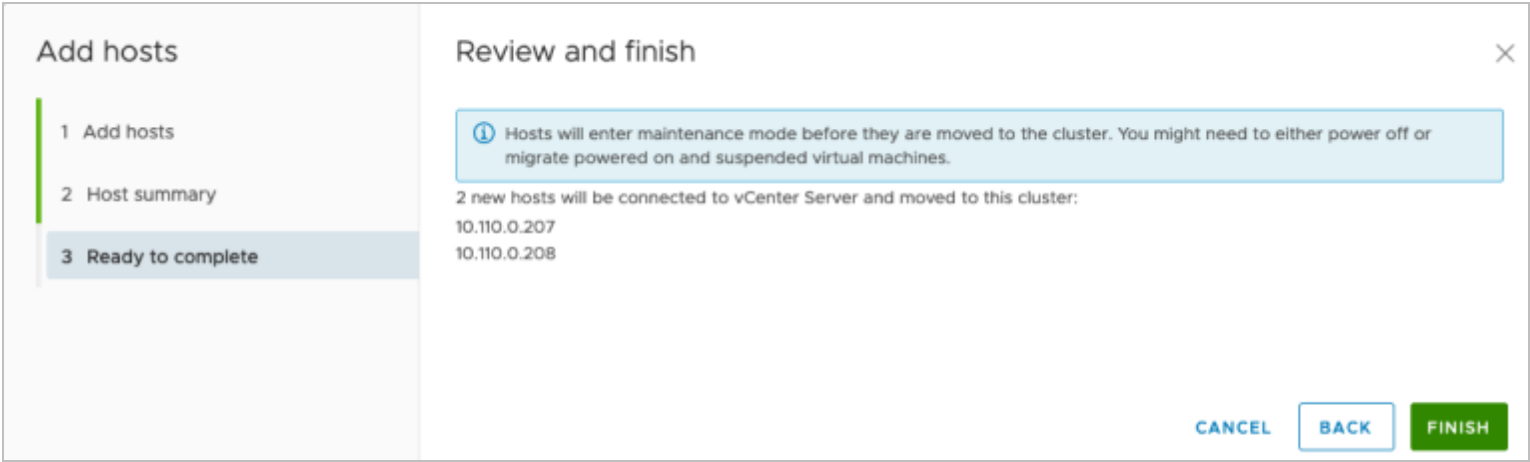 Add hosts
1 Add hosts
2 Host summary
3 Ready to complete
Review and finish
Hosts will enter maintenance mode before they are moved to the cluster. You might need to either power off or
migrate powered on and suspended virtual machines.
2 new hosts will be connected to vCenter Server and moved to this cluster:
10.110.0.207
10.110.0.208
CANCEL
BACK
FINISH